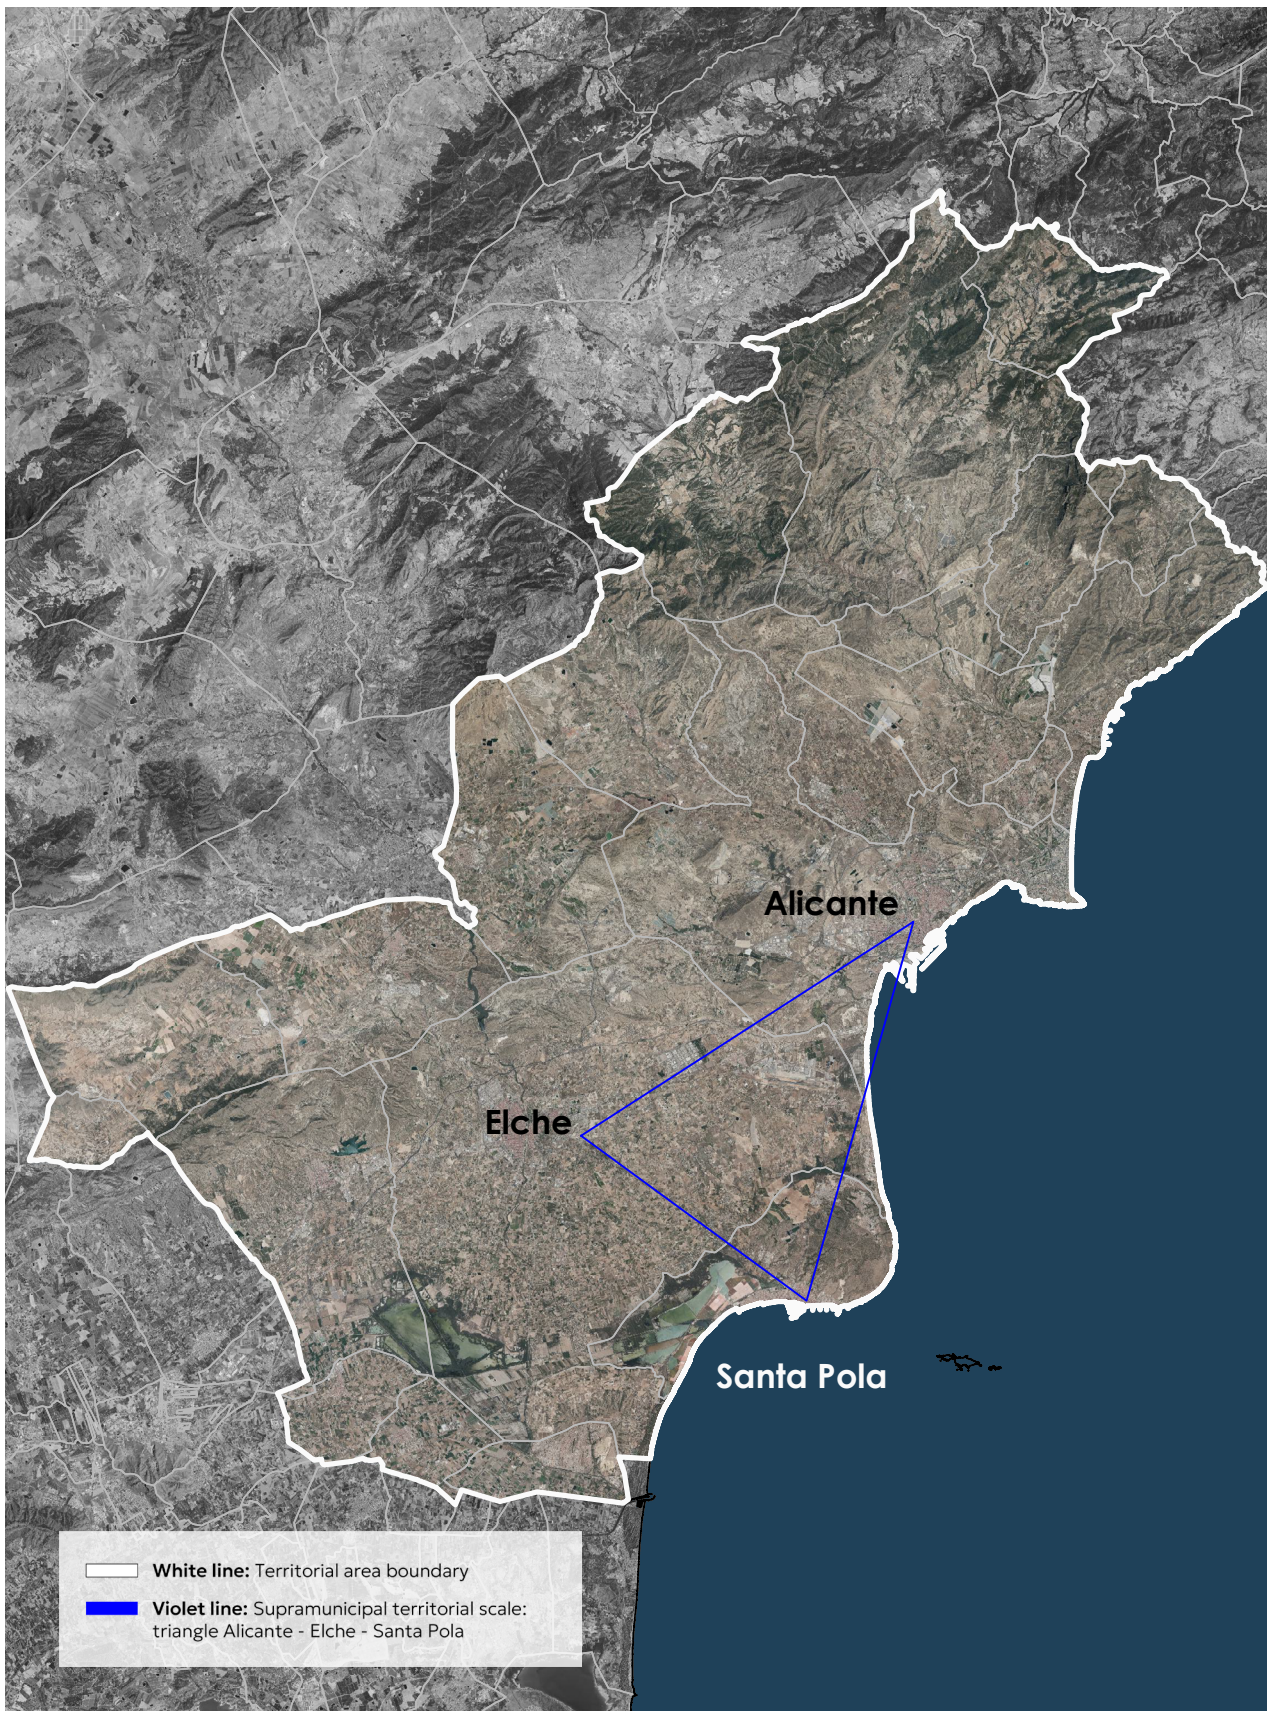 Alicante
Elche
Santa Pola
White line: Territorial area boundary
Violet line: Supramunicipal territorial scale:
triangle Alicante - Elche - Santa Pola